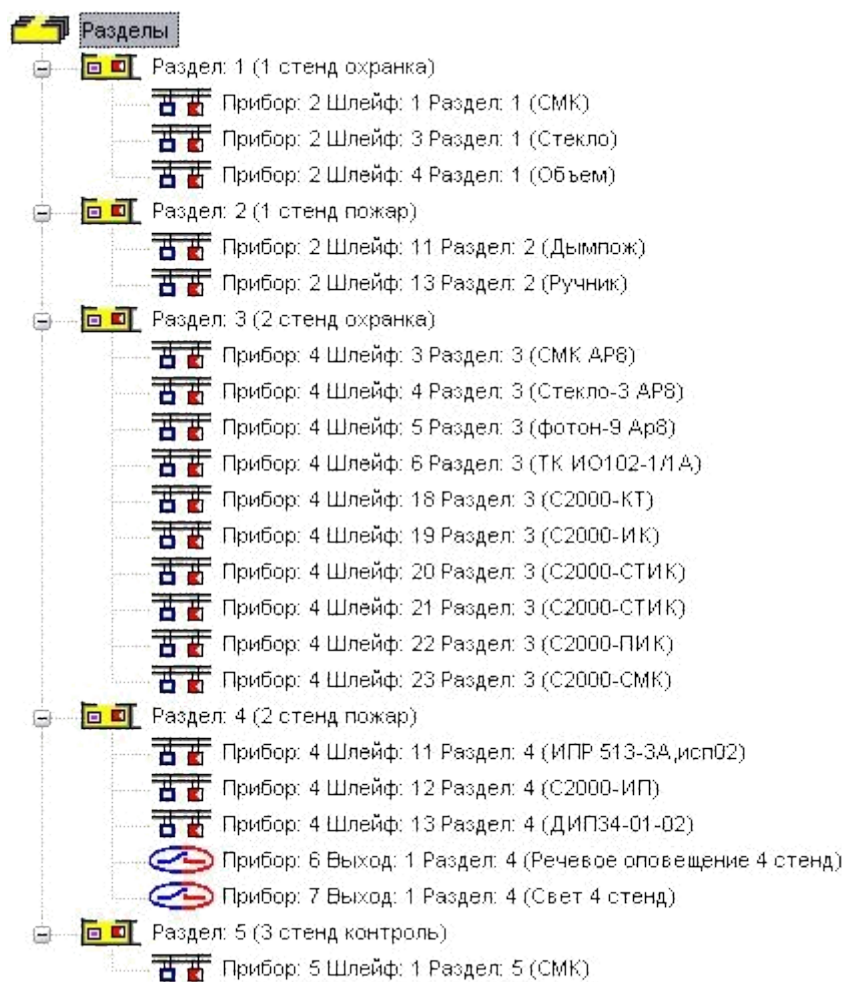 Разделы
Раздел: 1 (1 стенд охранка)
Прибор: 2 Шлейф: 1 Раздел: 1 (СМК)
Прибор: 2 Шлейф: 3 Раздел: 1 (Стекло)
Прибор: 2 Шлейф: 4 Раздел: 1 (Объем)
Раздел: 2 (1 стенд пожар)
Прибор: 2 Шлейф: 11 Раздел: 2 (Дымпож)
Прибор: 2 Шлейф: 13 Раздел: 2 (Ручник)
Раздел: 3 (2 стенд охранка)
Прибор: 4 Шлейф: 3 Раздел: 3 (СМК АР8)
Прибор: 4 Шлейф: 4 Раздел: 3 (Стекло-3 АР8)
Прибор: 4 Шлейф: 5 Раздел: 3 (фотон-9 Ар8)
Прибор: 4 Шлейф: 6 Раздел: 3 (ТК ИО102-1/1А)
Прибор: 4 Шлейф: 18 Раздел: 3 (С2000-КТ)
Прибор: 4 Шлейф: 19 Раздел: 3 (С2000-ИК)
Прибор: 4 Шлейф: 20 Раздел: 3 (С2000-СТИК)
Прибор: 4 Шлейф: 21 Раздел: 3 (С2000-СТИК)
Прибор: 4 Шлейф: 22 Раздел: 3 (С2000-ПИК)
Прибор: 4 Шлейф: 23 Раздел: 3 (С2000-СМК)
Раздел: 4 (2 стенд пожар)
Прибор: 4 Шлейф: 11 Раздел: 4 (ИПР 513-3А,исп02)
Прибор: 4 Шлейф: 12 Раздел: 4 (С2000-ИП)
Прибор: 4 Шлейф: 13 Раздел: 4 (ДИП34-01-02)
Прибор: 6 Выход: 1 Раздел: 4 (Речевое оповещение 4 стенд)
Прибор: 7 Выход: 1 Раздел: 4 (Свет 4 стенд)
Раздел: 5 (3 стенд контроль)
Прибор: 5 Шлейф: 1 Раздел: 5 (СМК)